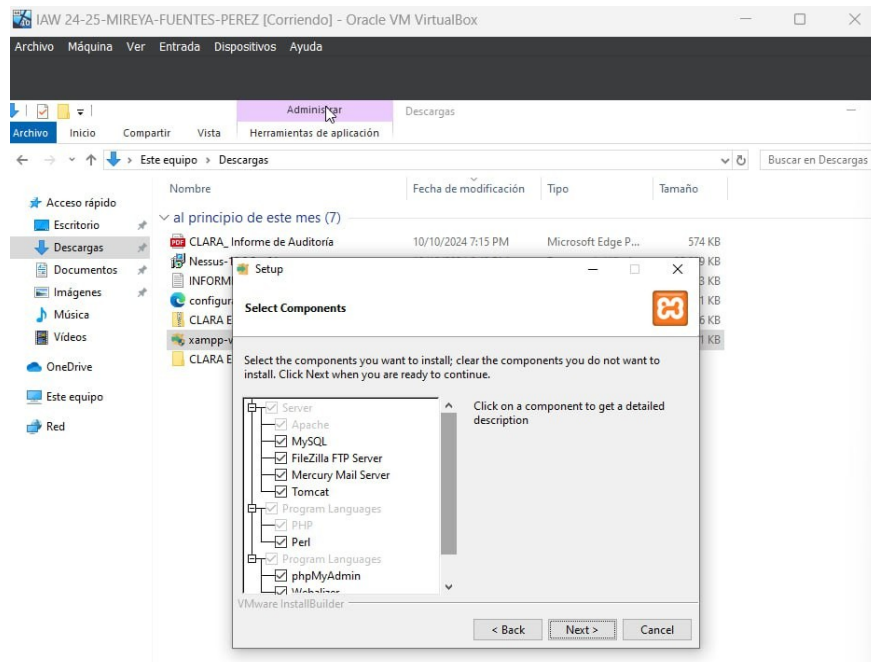 IAW 24-25-MIREYA-FUENTES-PEREZ [Corriendo] - Oracle VM VirtualBox
Archivo Máquina Ver Entrada Dispositivos Ayuda
Administrar Descargas
Archivo Inicio Compartir Vista Herramientas de aplicación
Este equipo > Descargas Buscar en Descargas
Nombre Fecha de modificación Tipo Tamaño
Acceso rápido
al principio de este mes (7)
Escritorio
CLARA_ Informe de Auditoría 10/10/2024 7:15 PM Microsoft Edge P... 574 KB
Descargas
Documentos
Imágenes
Música
CLARA E
Vídeos
xampp-
CLARA E
OneDrive
Este equipo
Red
Setup
Select Components
Select the components you want to install; clear the components you do not want to
install. Click Next when you are ready to continue.
Server
Apache
MySQL
FileZilla FTP Server
Mercury Mail Server
Tomcat
Program Languages
PHP
Perl
Program Languages
phpMyAdmin
Click on a component to get a detailed
description
VMware InstallBuilder
< Back Next > Cancel